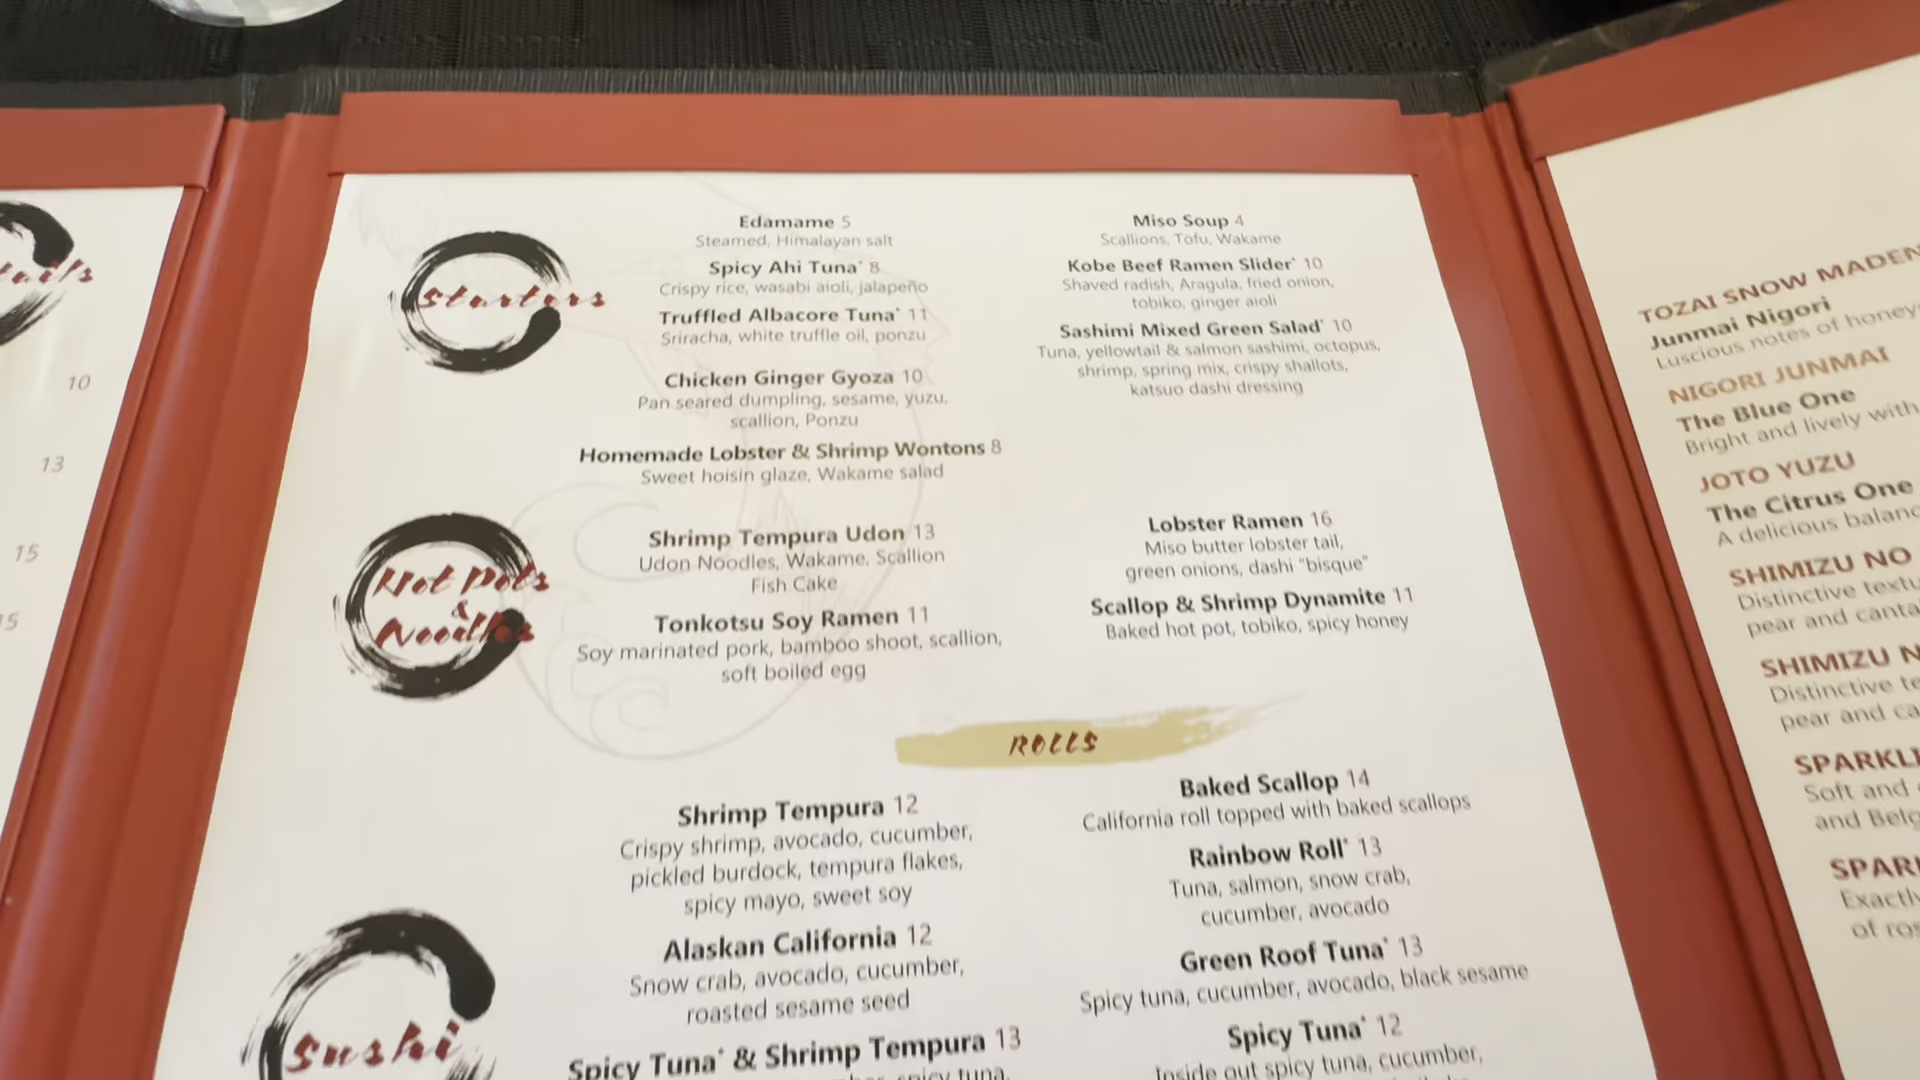 tails
10
13
15
15
Starters
Edamame 5
Steamed, Himalayan salt
Spicy Ahi Tuna* 8
Crispy rice, wasabi aioli, jalapeño
Truffled Albacore Tuna* 11
Sriracha, white truffle oil, ponzu
Chicken Ginger Gyoza 10
Pan seared dumpling, sesame, yuzu,
scallion, Ponzu
Homemade Lobster & Shrimp Wontons 8
Sweet hoisin glaze, Wakame salad
Miso Soup 4
Scallions, Tofu, Wakame
Kobe Beef Ramen Slider* 10
Shaved radish, Aragula, fried onion,
tobiko, ginger aioli
Sashimi Mixed Green Salad* 10
Tuna, yellowtail & salmon sashimi, octopus,
shrimp, spring mix, crispy shallots,
katsuo dashi dressing
Hot Pots
&
Noodles
Shrimp Tempura Udon 13
Udon Noodles, Wakame, Scallion
Fish Cake
Tonkotsu Soy Ramen 11
Soy marinated pork, bamboo shoot, scallion,
soft boiled egg
Lobster Ramen 16
Miso butter lobster tail,
green onions, dashi "bisque"
Scallop & Shrimp Dynamite 11
Baked hot pot, tobiko, spicy honey
ROLLS
Sushi
Shrimp Tempura 12
Crispy shrimp, avocado, cucumber,
pickled burdock, tempura flakes,
spicy mayo, sweet soy
Alaskan California 12
Snow crab, avocado, cucumber,
roasted sesame seed
Spicy Tuna* & Shrimp Tempura 13
spicy tuna,
Baked Scallop 14
California roll topped with baked scallops
Rainbow Roll* 13
Tuna, salmon, snow crab,
cucumber, avocado
Green Roof Tuna* 13
Spicy tuna, cucumber, avocado, black sesame
Spicy Tuna* 12
Inside out spicy tuna, cucumber,
TOZAI SNOW MADEN
Junmai Nigori
Luscious notes of honey
NIGORI JUNMAI
The Blue One
Bright and lively with
JOTO YUZU
The Citrus One
A delicious balanc
SHIMIZU NO
Distinctive textu
pear and canta
SHIMIZU N
Distinctive te
pear and ca
SPARKLI
Soft and
and Belg
SPAR
Exactly
of ros